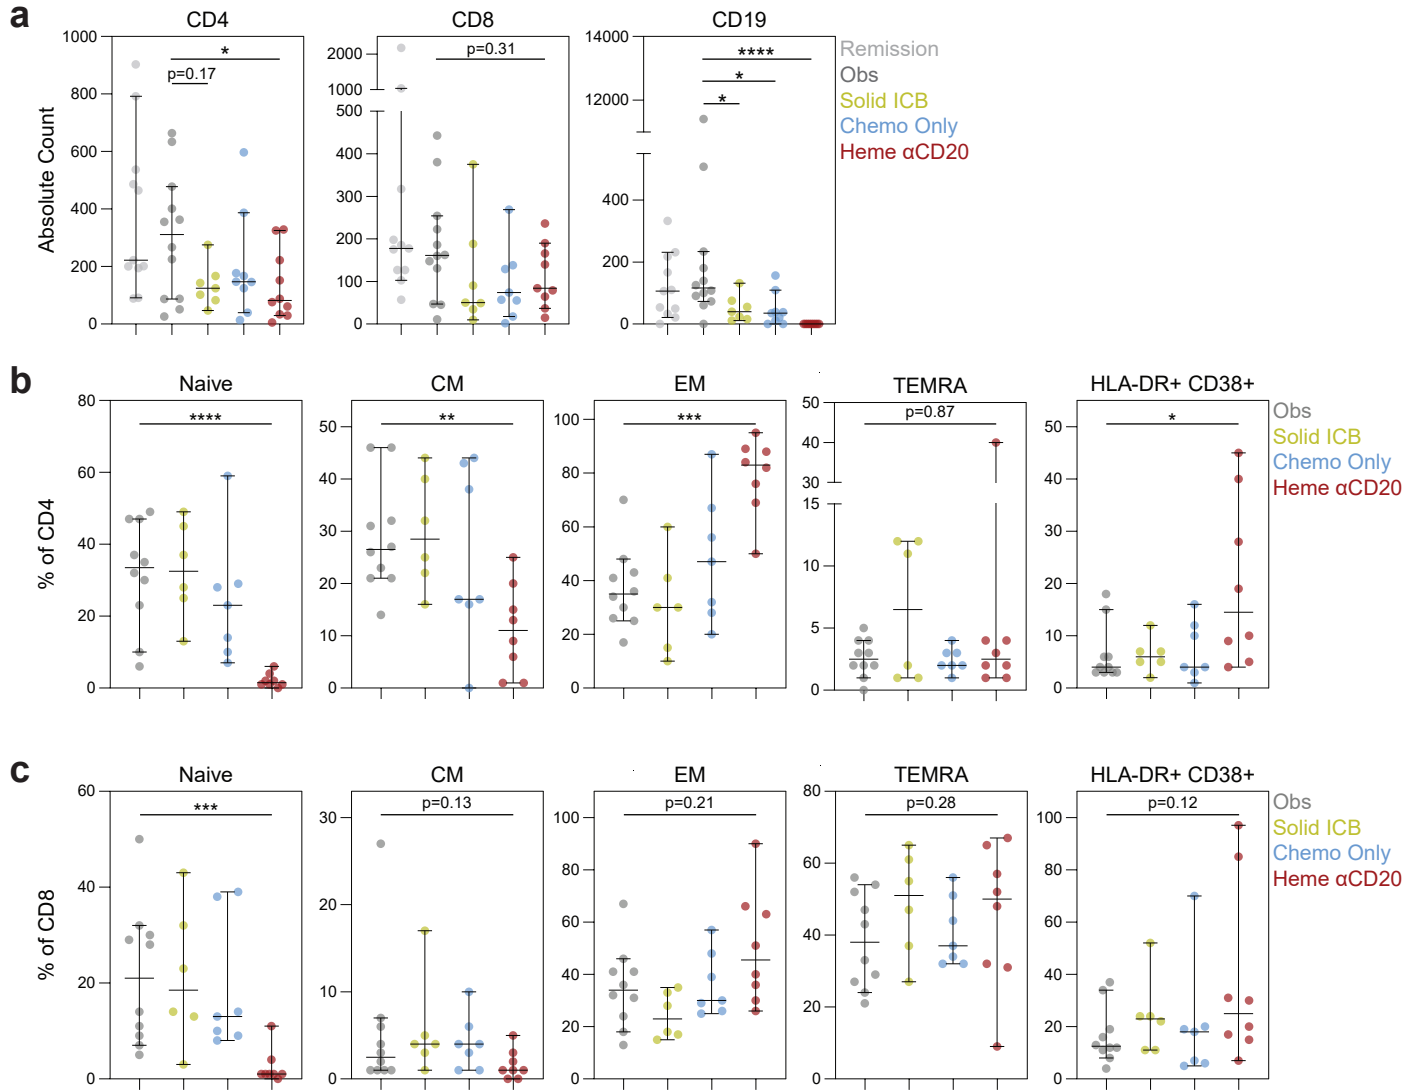 a
CD4
CD8
CD19
Absolute Count
1000
800
600
400
200
0
*
p=0.17
2000
1000
500
400
300
200
100
0
p=0.31
14000
12000
400
200
0
****
*
*
Remission
Obs
Solid ICB
Chemo Only
Heme αCD20
b
Naive
CM
EM
TEMRA
HLA-DR+ CD38+
% of CD4
80
60
40
20
0
****
50
40
30
20
10
0
**
100
80
60
40
20
0
***
50
40
30
15
10
5
0
p=0.87
50
40
30
20
10
0
*
Obs
Solid ICB
Chemo Only
Heme αCD20
c
Naive
CM
EM
TEMRA
HLA-DR+ CD38+
% of CD8
60
40
20
0
***
30
20
10
0
p=0.13
100
80
60
40
20
0
p=0.21
80
60
40
20
0
p=0.28
100
80
60
40
20
0
p=0.12
Obs
Solid ICB
Chemo Only
Heme αCD20